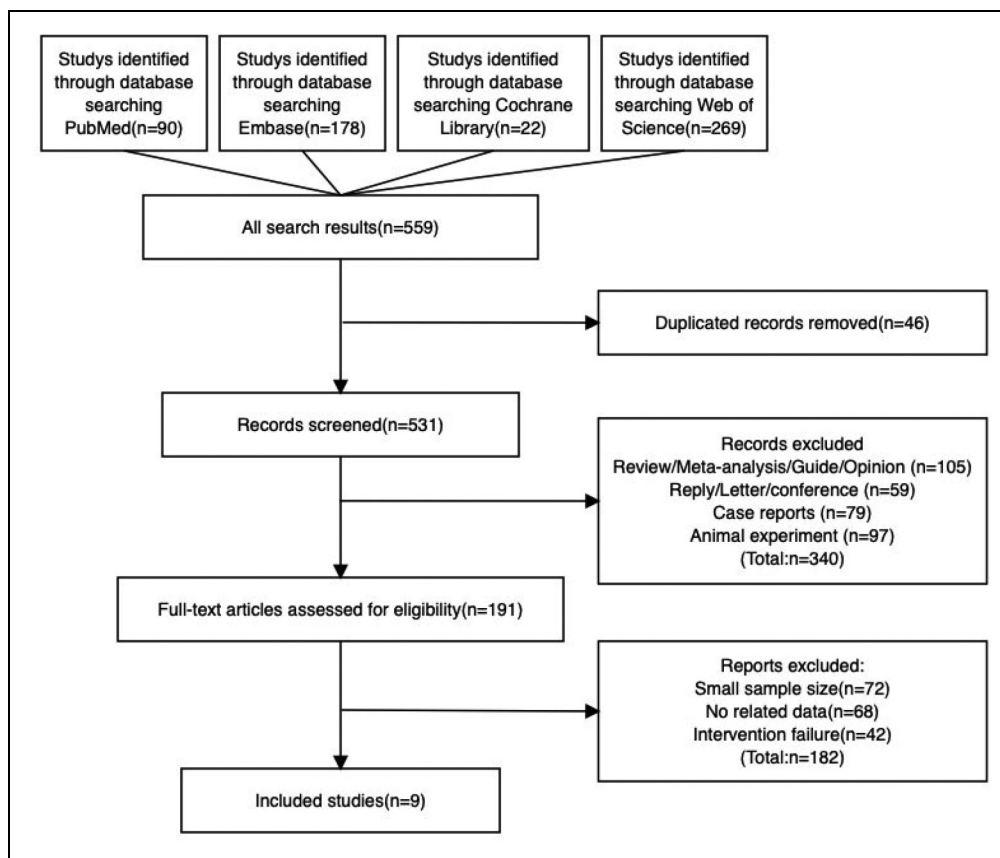 Studys identified
through database
searching
PubMed(n=90)
Studys identified
through database
searching
Embase(n=178)
Studys identified
through database
searching Cochrane
Library(n=22)
Studys identified
through database
searching Web of
Science(n=269)
All search results(n=559)
Duplicated records removed(n=46)
Records screened(n=531)
Records excluded
Review/Meta-analysis/Guide/Opinion (n=105)
Reply/Letter/conference (n=59)
Case reports (n=79)
Animal experiment (n=97)
(Total:n=340)
Full-text articles assessed for eligibility(n=191)
Reports excluded:
Small sample size(n=72)
No related data(n=68)
Intervention failure(n=42)
(Total:n=182)
Included studies(n=9)